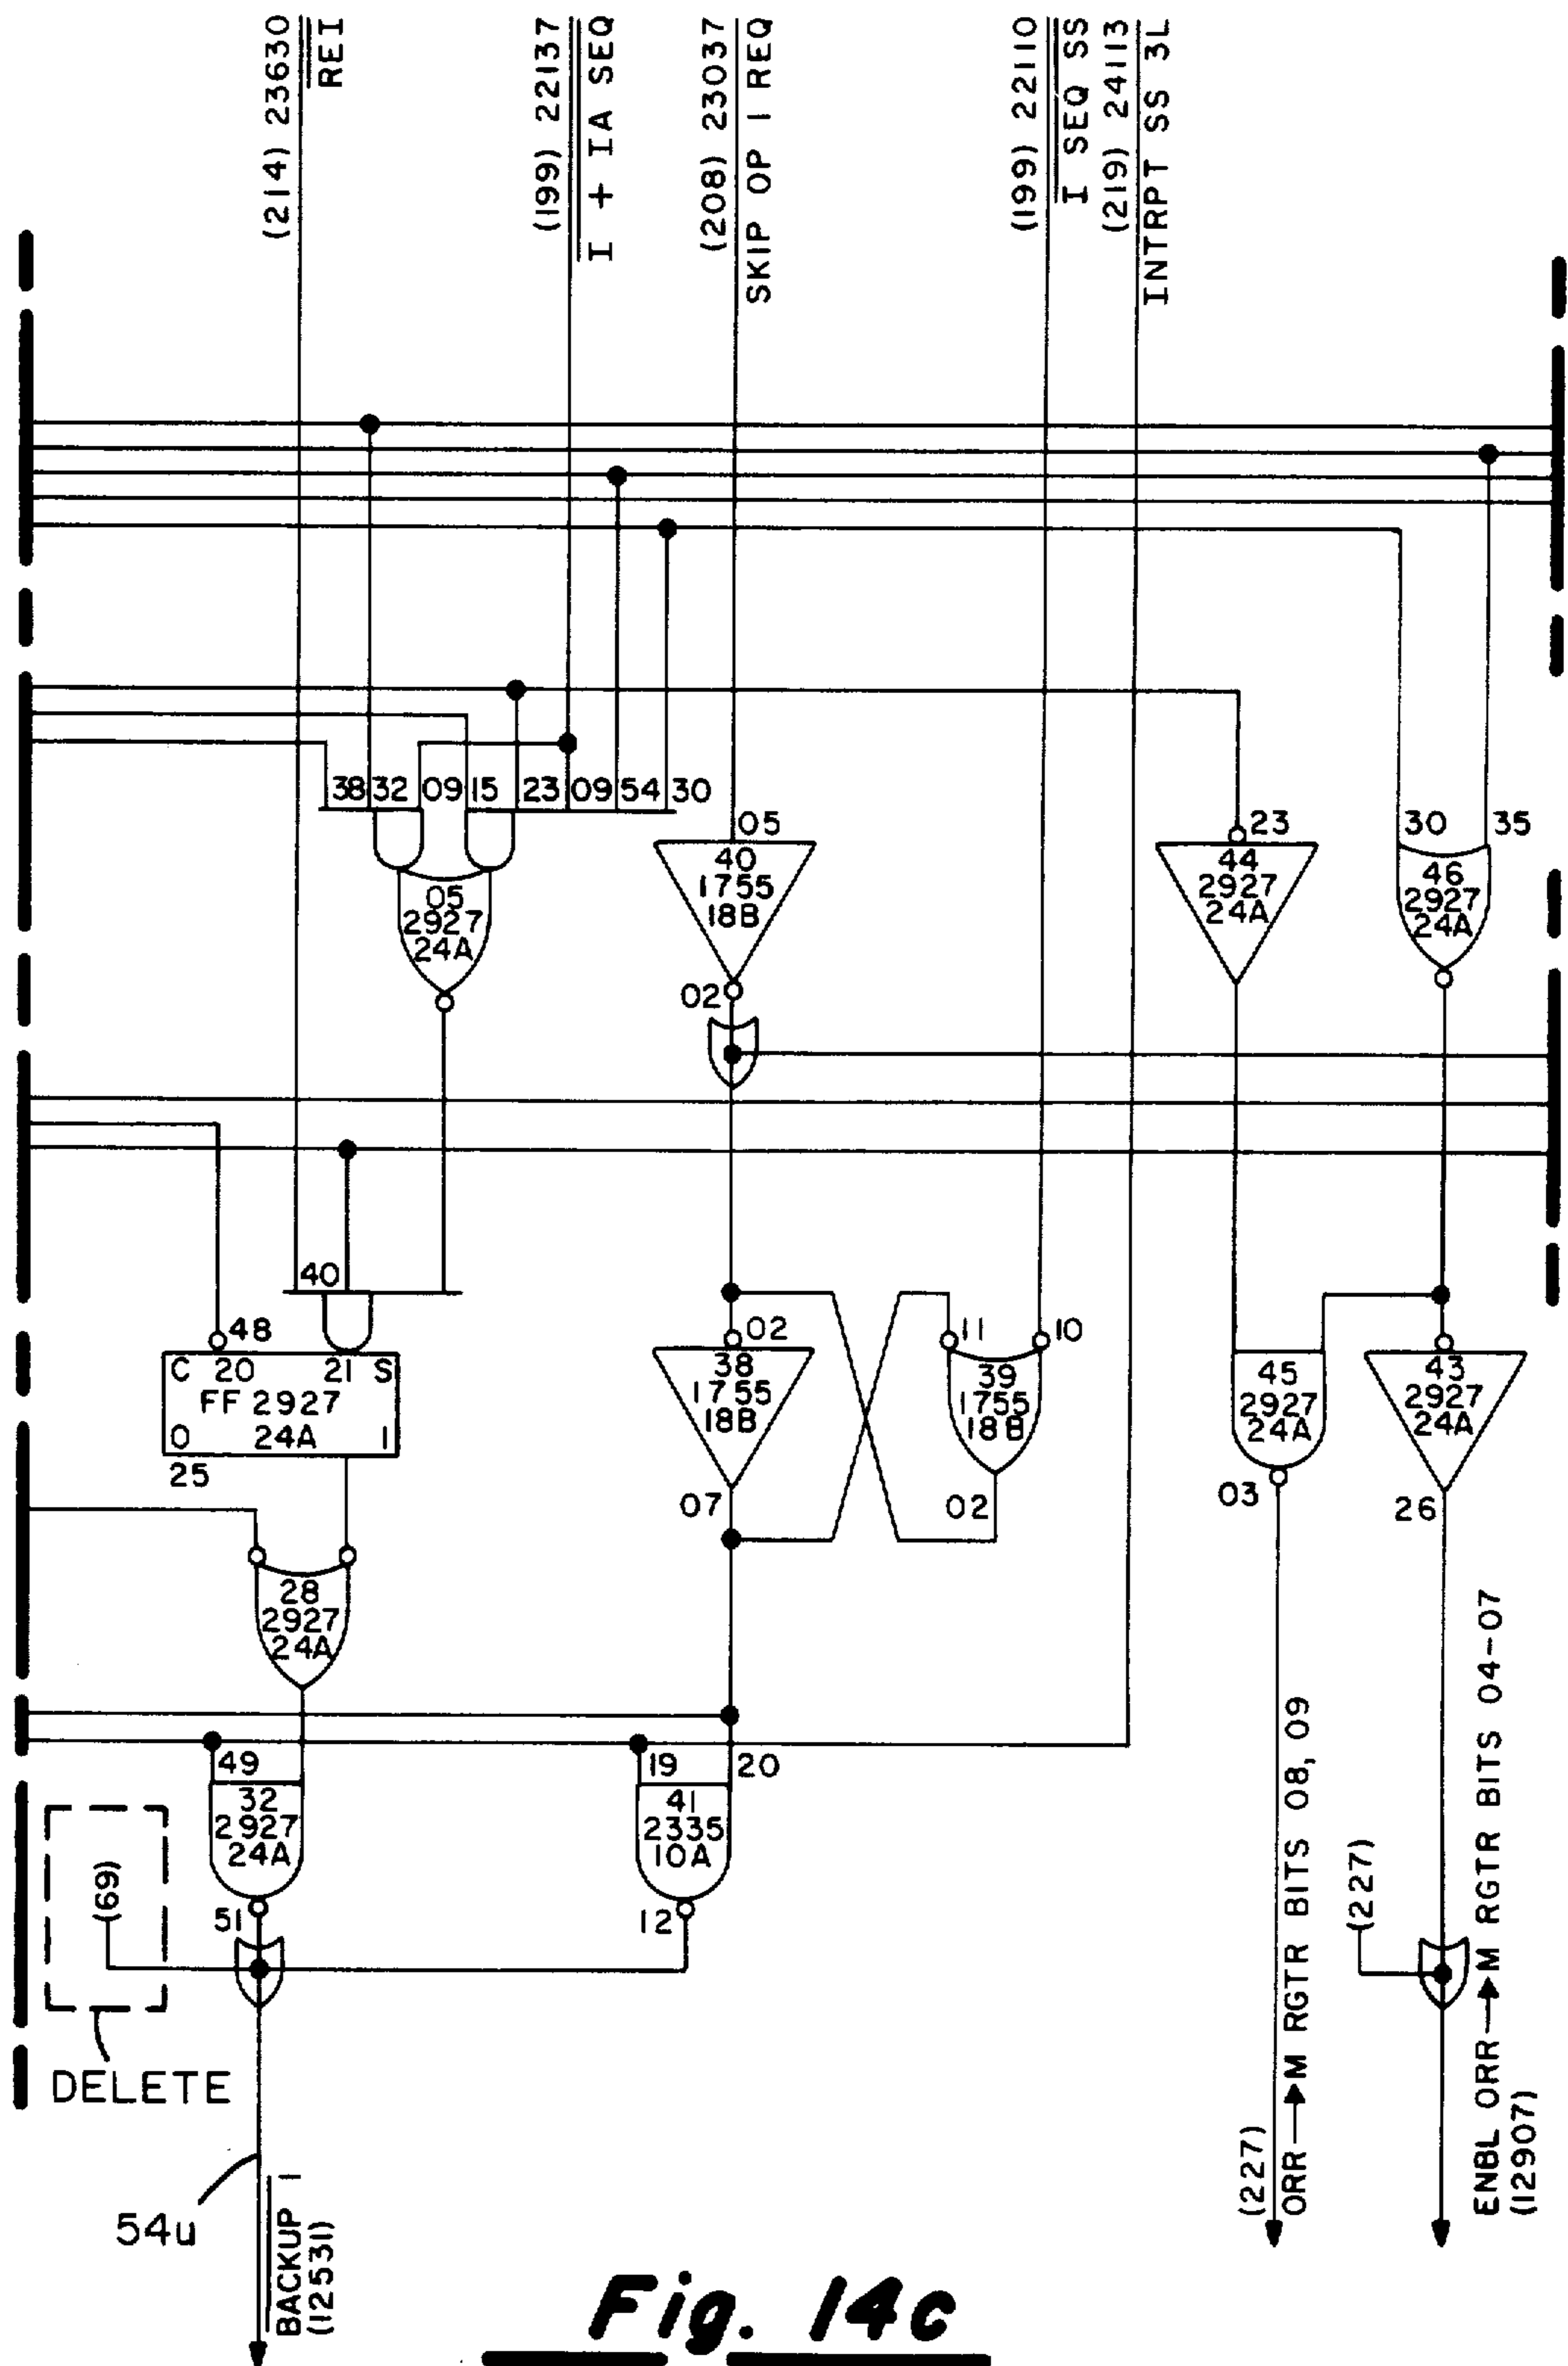 (214) 23630
REI
(199) 22137
I + IA SEQ
(208) 23037
SKIP OP 1 REQ
(199) 22110
I SEQ SS
(219) 24113
INTRPT SS 3L
38 32 09 15 23 09 54 30
05
2927
24A
05
40
1755
18B
02
23
44
2927
24A
30 35
46
2927
24A
40
48
C 20 21 S
FF 2927
0 24A 1
25
02
38
1755
18B
07
11 10
39
1755
18B
02
45
2927
24A
03
43
2927
24A
26
28
2927
24A
49
32
2927
24A
51
19 20
41
2335
10A
12
(69)
DELETE
54u
BACKUP 1
(12531)
(227)
ORR→M RGTR BITS 08, 09
(227)
ENBL ORR→M RGTR BITS 04-07
(12907)
Fig. 14c